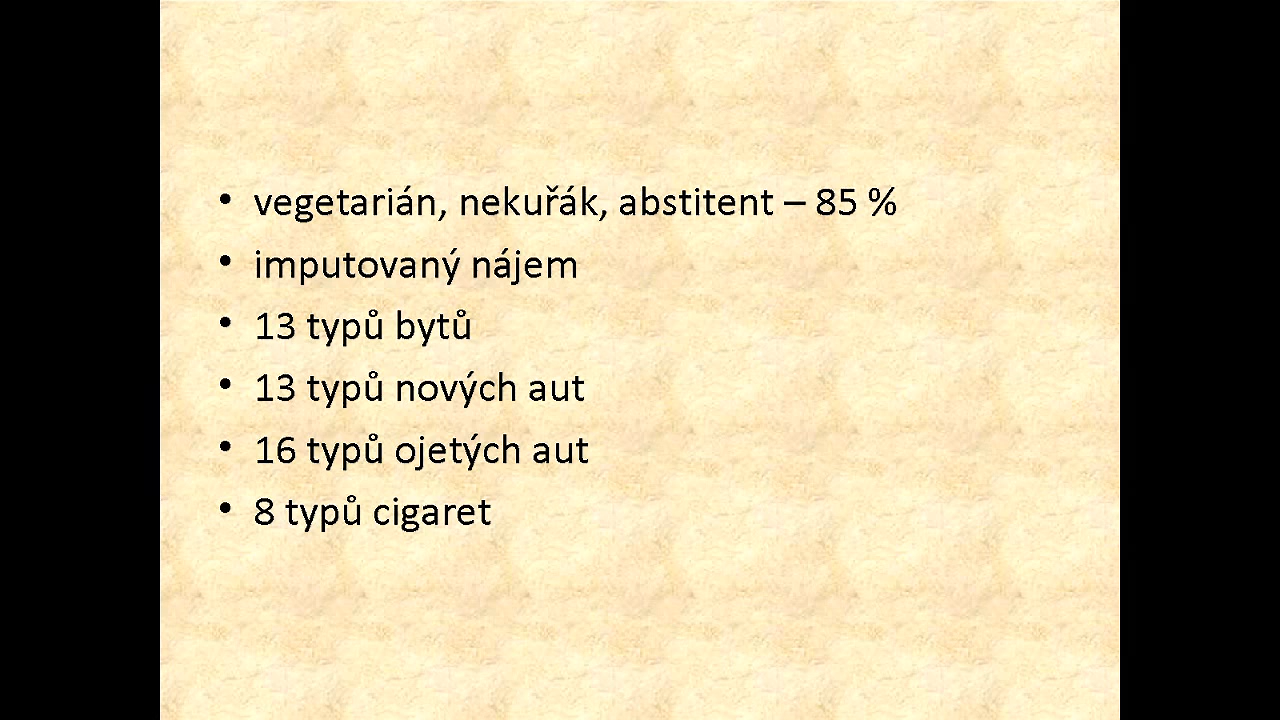 • vegetarián, nekuřák, abstitent – 85 %
• imputovaný nájem
• 13 typů bytů
• 13 typů nových aut
• 16 typů ojetých aut
• 8 typů cigaret